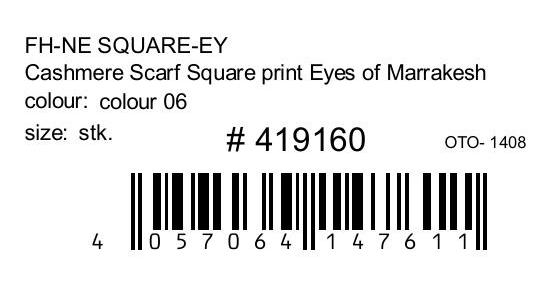 FH-NE SQUARE-EY
Cashmere Scarf Square print Eyes of Marrakesh
colour: colour 06
size: stk.
# 419160
OTO- 1408
4 057064 147611